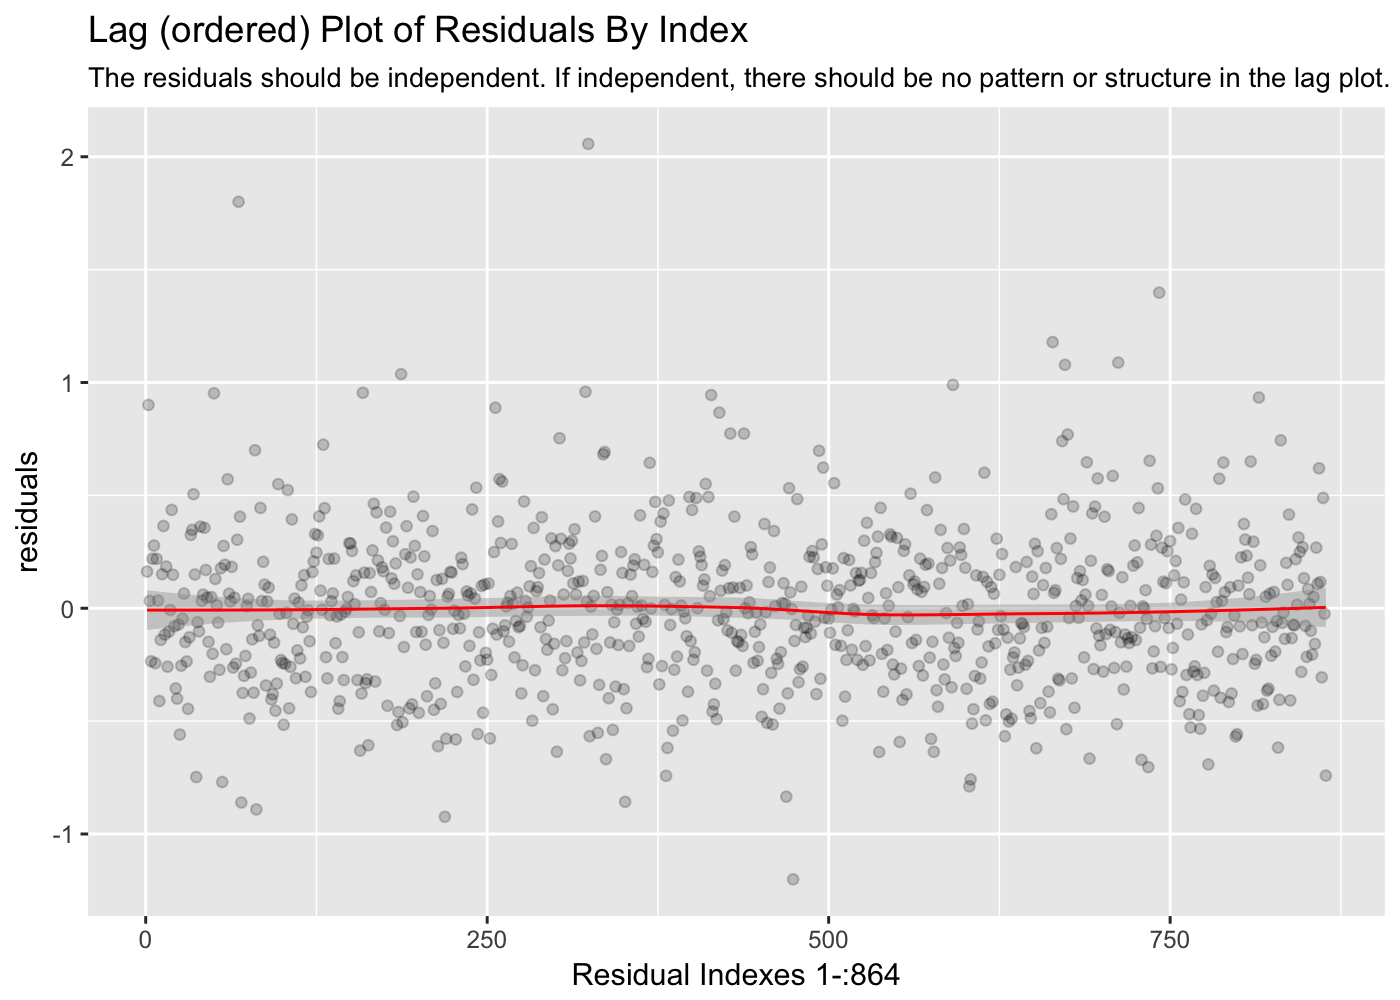 Lag (ordered) Plot of Residuals By Index
The residuals should be independent. If independent, there should be no pattern or structure in the lag plot.
2
1
0
-1
residuals
0 250 500 750
Residual Indexes 1-:864